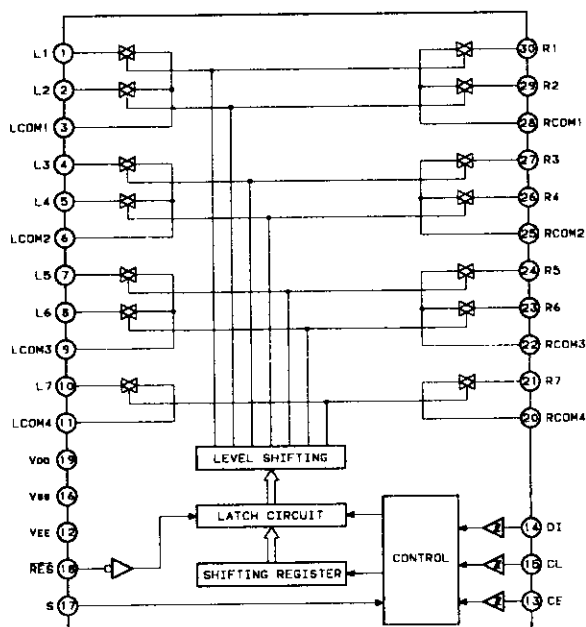 L1 1 30 R1
L2 2 29 R2
LCOM1 3 28 RCOM1
L3 4 27 R3
L4 5 26 R4
LCOM2 6 25 RCOM2
L5 7 24 R5
L6 8 23 R6
LCOM3 9 22 RCOM3
L7 10 21 R7
LCOM4 11 20 RCOM4
VDD 19
LEVEL SHIFTING
VSS 16
LATCH CIRCUIT
VEE 12 14 DI
CONTROL
RES 18 15 CL
SHIFTING REGISTER
S 17 13 CE